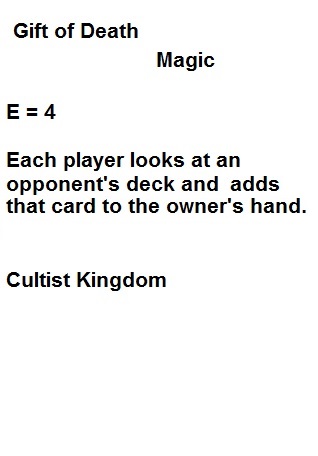 Gift of Death
Magic
E = 4
Each player looks at an
opponent's deck and  adds
that card to the owner's hand.
Cultist Kingdom